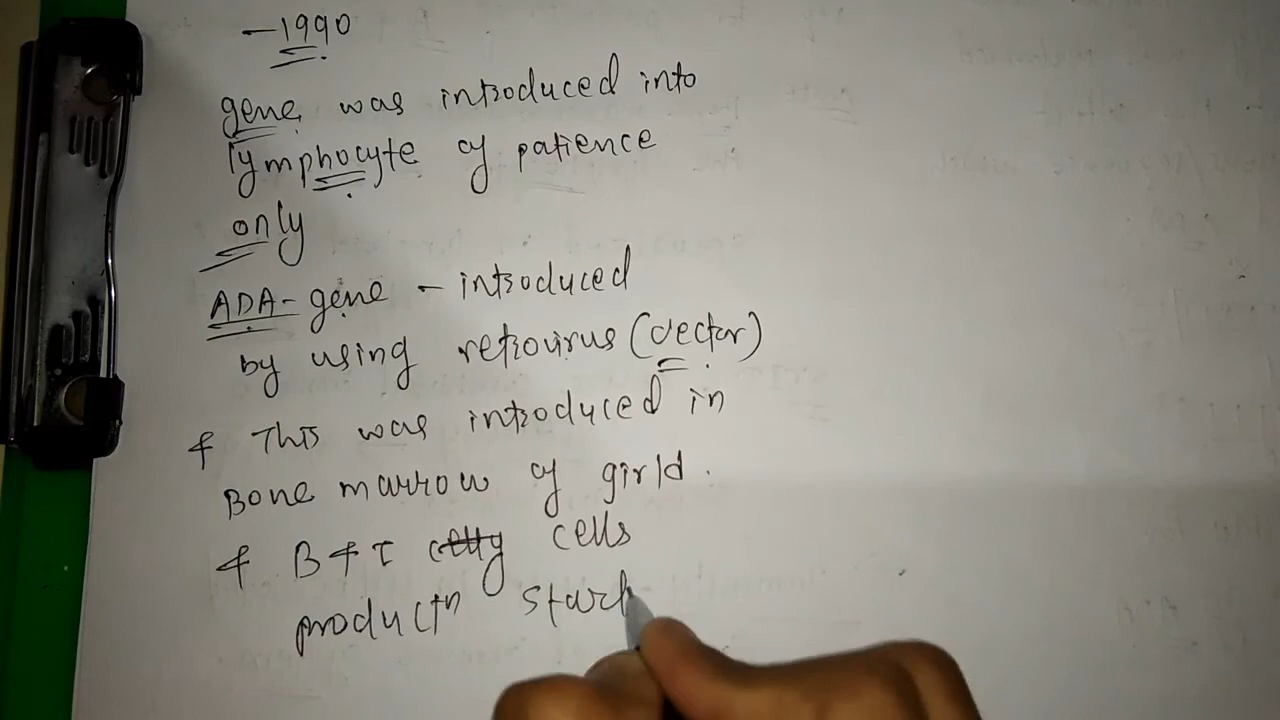 – 1990
gene was introduced into
lymphocyte of patience
only
ADA- gene - introduced
by using retrovirus (vector)
& This was introduced in
Bone marrow of girld.
& B & T cells
productn start